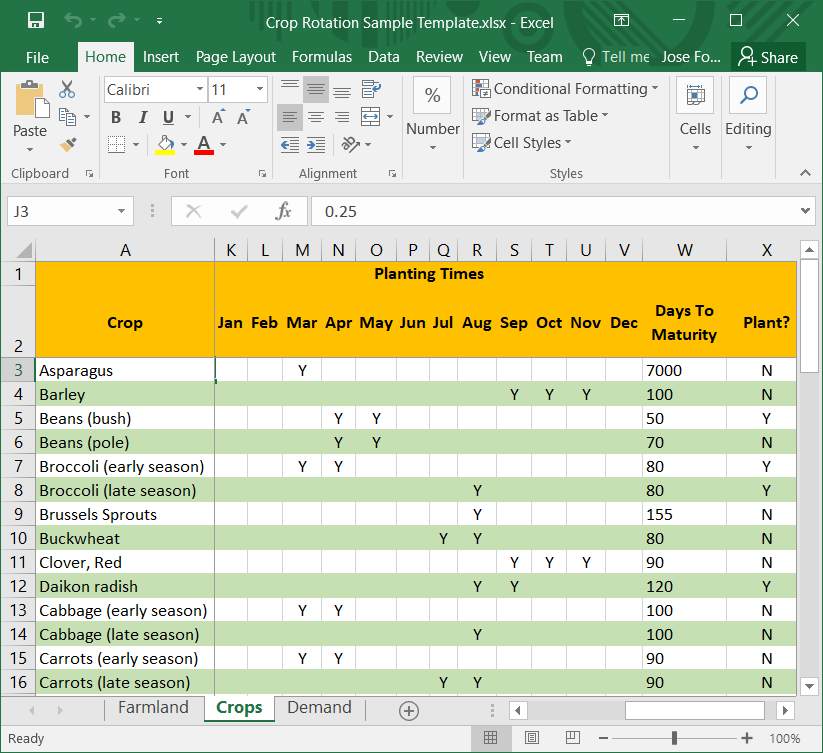 Crop Rotation Sample Template.xlsx - Excel
File Home Insert Page Layout Formulas Data Review View Team Tell me Jose Fo... Share
Calibri 11 % Conditional Formatting
Paste B I U A A Number Format as Table Cells Editing
A Cell Styles
Clipboard Font Alignment Styles
J3 fx 0.25
A K L M N O P Q R S T U V W X
1 Planting Times
2 Crop Jan Feb Mar Apr May Jun Jul Aug Sep Oct Nov Dec Days To Maturity Plant?
3 Asparagus Y 7000 N
4 Barley Y Y Y 100 N
5 Beans (bush) Y Y 50 Y
6 Beans (pole) Y Y 70 N
7 Broccoli (early season) Y Y 80 Y
8 Broccoli (late season) Y 80 Y
9 Brussels Sprouts Y 155 N
10 Buckwheat Y Y 80 N
11 Clover, Red Y Y Y 90 N
12 Daikon radish Y Y 120 Y
13 Cabbage (early season) Y Y 100 N
14 Cabbage (late season) Y 100 N
15 Carrots (early season) Y Y 90 N
16 Carrots (late season) Y Y 90 N
Farmland Crops Demand
Ready 100%